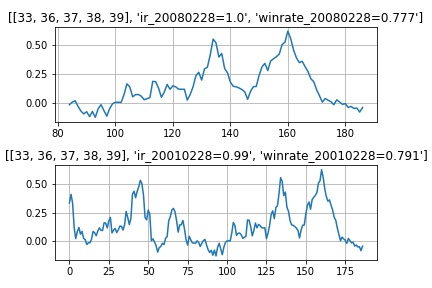 [[33, 36, 37, 38, 39], 'ir_20080228=1.0', 'winrate_20080228=0.777']
0.50
0.25
0.00
80 100 120 140 160 180
[[33, 36, 37, 38, 39], 'ir_20010228=0.99', 'winrate_20010228=0.791']
0.50
0.25
0.00
0 25 50 75 100 125 150 175